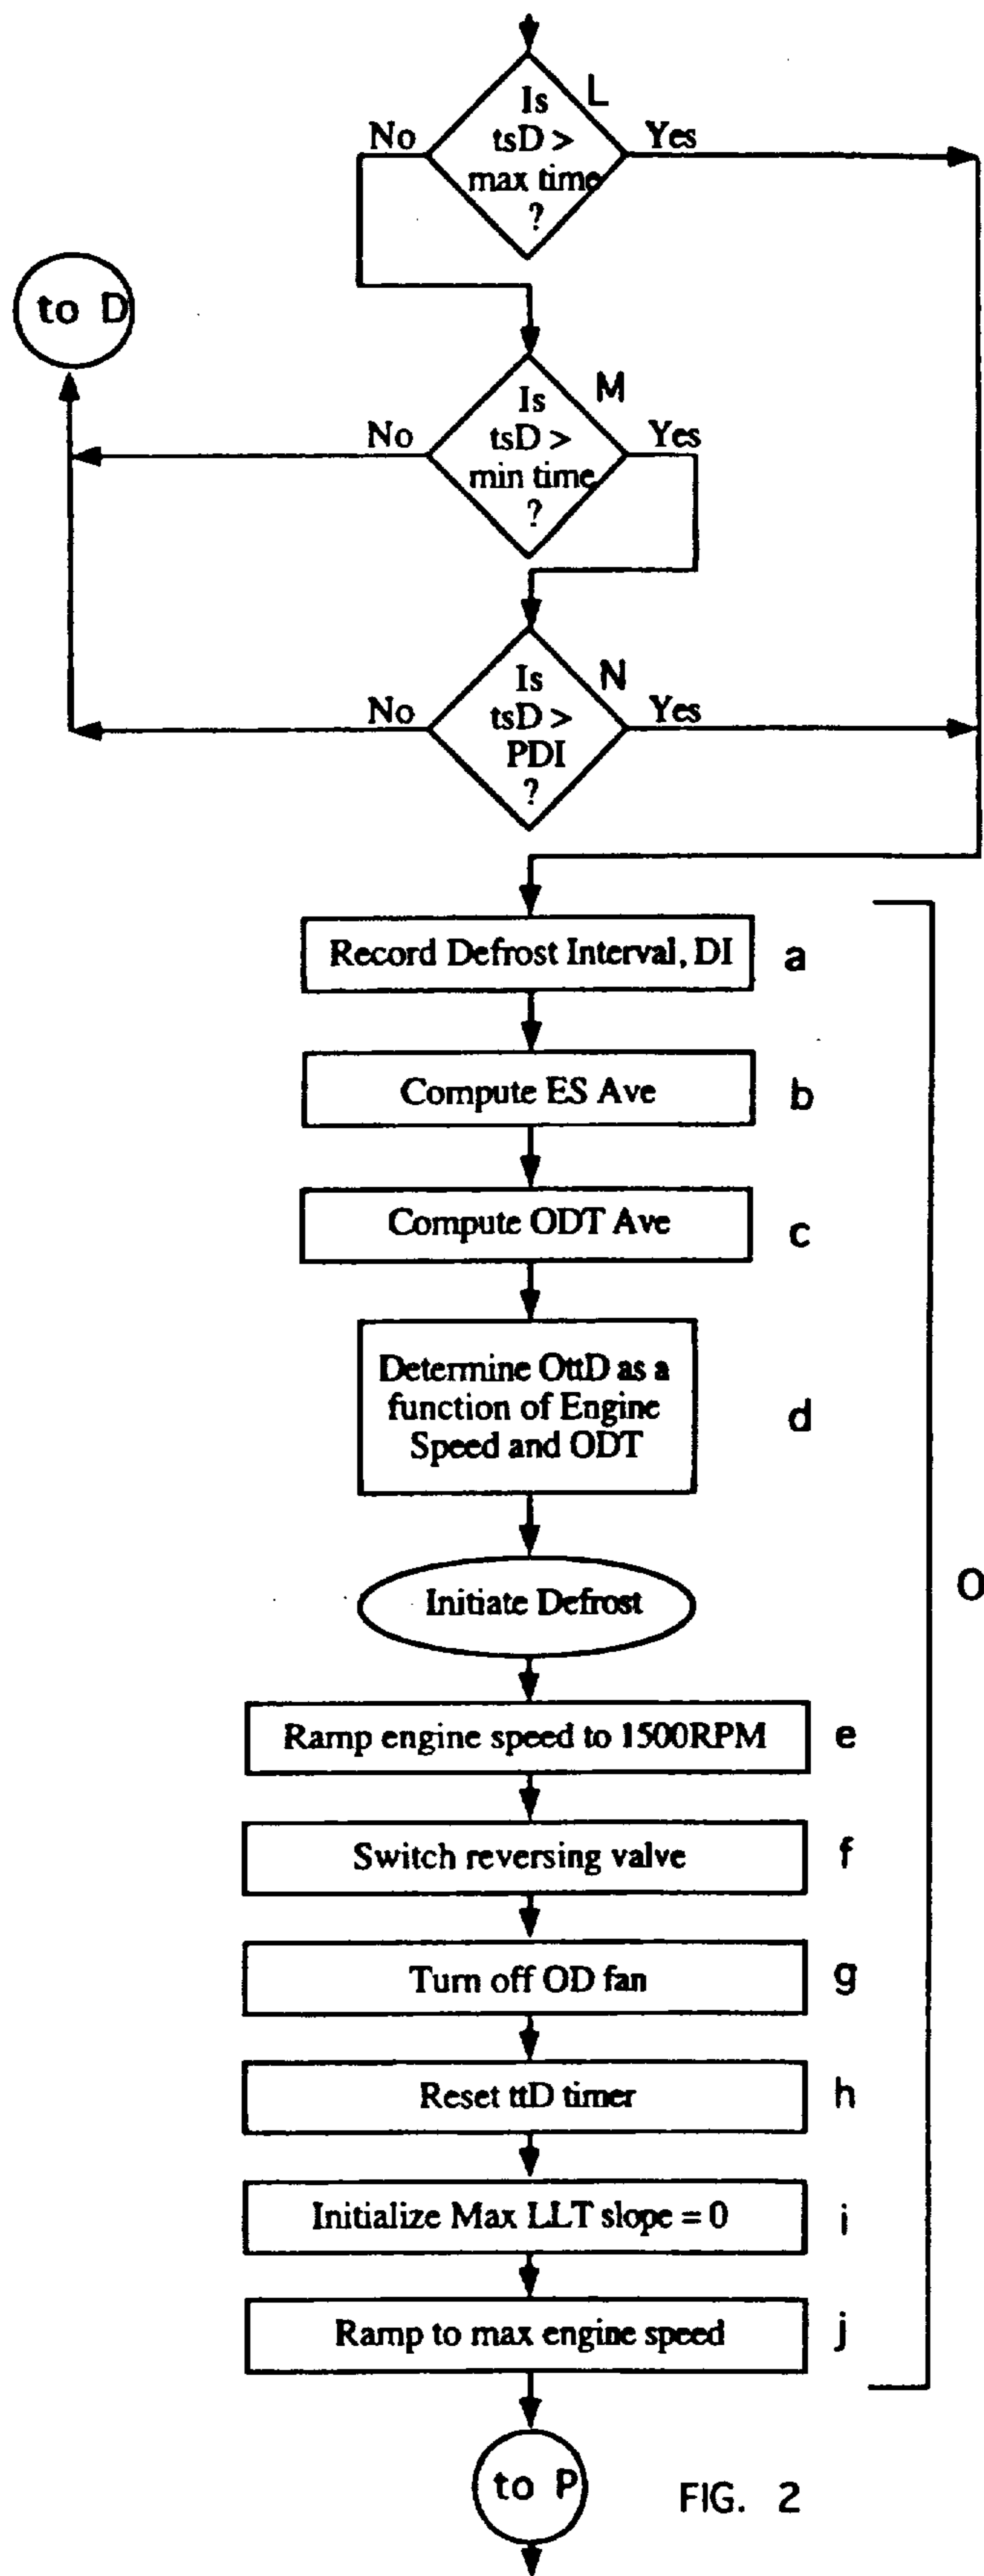 L
Is
tsD >
max time
?
No
Yes
to D
M
Is
tsD >
min time
?
No
Yes
N
Is
tsD >
PDI
?
No
Yes
Record Defrost Interval, DI
a
Compute ES Ave
b
Compute ODT Ave
c
Determine OttD as a
function of Engine
Speed and ODT
d
Initiate Defrost
O
Ramp engine speed to 1500RPM
e
Switch reversing valve
f
Turn off OD fan
g
Reset ttD timer
h
Initialize Max LLT slope = 0
i
Ramp to max engine speed
j
to P
FIG. 2